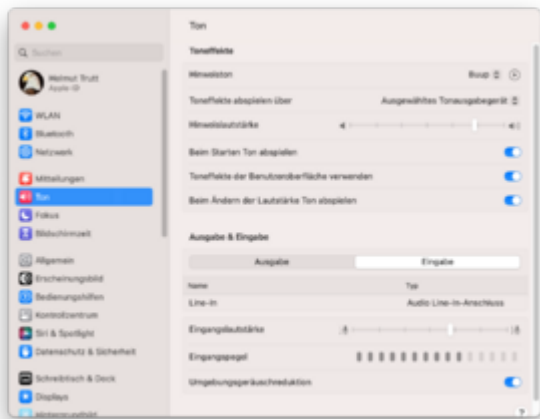 Ton
Suchen
Helmut Trutt
Apple-ID
WLAN
Bluetooth
Netzwerk
Mitteilungen
Ton
Fokus
Bildschirmzeit
Allgemein
Erscheinungsbild
Bedienungshilfen
Kontrollzentrum
Siri & Spotlight
Datenschutz & Sicherheit
Schreibtisch & Dock
Displays
Hintergrundbild
Toneffekte
Hinweiston Buup
Toneffekte abspielen über Ausgewähltes Tonausgabegerät
Hinweislautstärke
Beim Starten Ton abspielen
Toneffekte der Benutzeroberfläche verwenden
Beim Ändern der Lautstärke Ton abspielen
Ausgabe & Eingabe
Ausgabe Eingabe
Name Typ
Line-In Audio Line-In-Anschluss
Eingangslautstärke
Eingangspegel
Umgebungsgeräuschreduktion
?